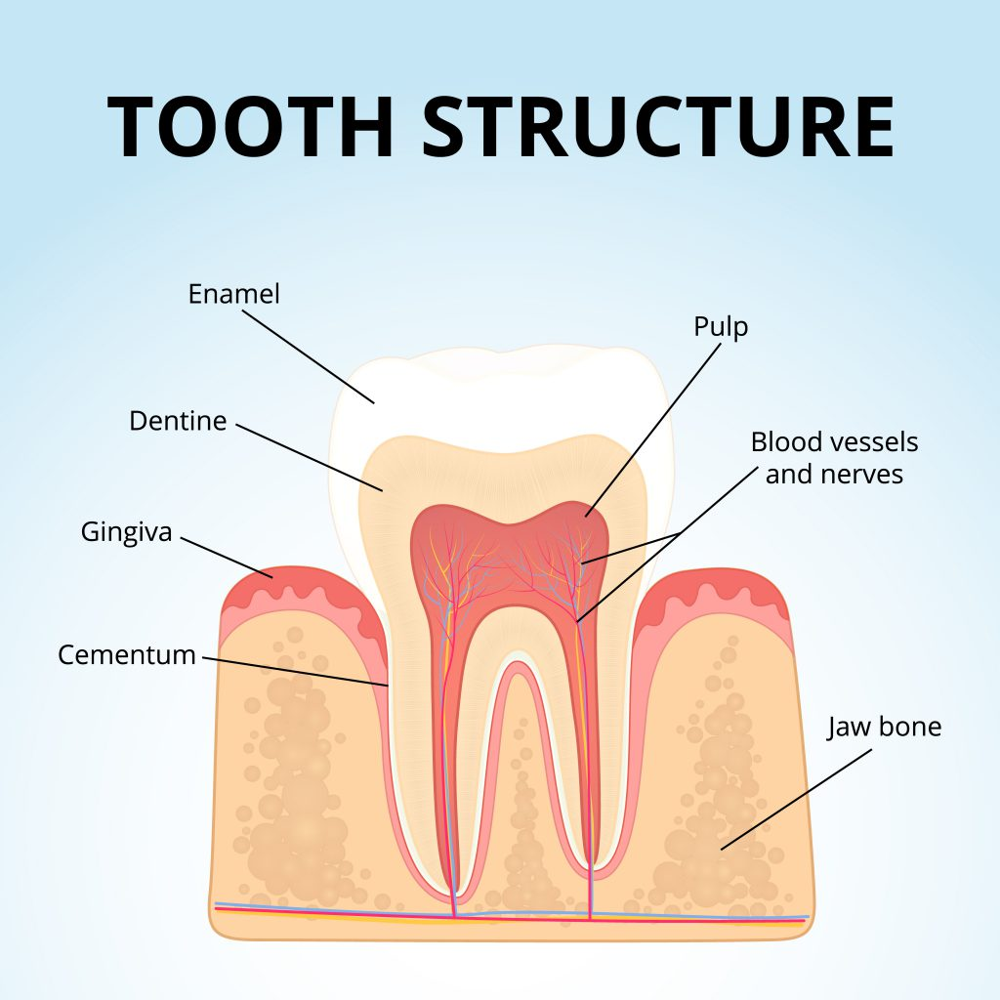 TOOTH STRUCTURE
Enamel
Pulp
Dentine
Blood vessels
and nerves
Gingiva
Cementum
Jaw bone